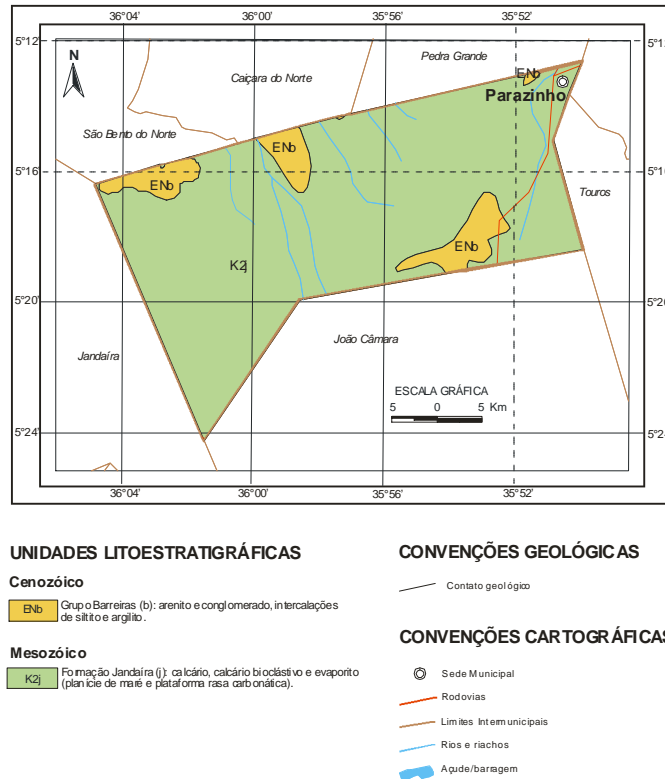 36°04’ 36°00’ 35°56’ 35°52’
5°12’
N
Pedra Grande
Caiçara do Norte
ENb
Parazinho
São Bento do Norte
ENb
5°16’
ENb
Touros
ENb
K2j
5°20’
João Câmara
Jandaíra
ESCALA GRÁFICA
5 0 5 Km
5°24’
36°04’ 36°00’ 35°56’ 35°52’
UNIDADES LITOESTRATIGRÁFICAS
Cenozóico
ENb Grupo Barreiras (b): arenito e conglomerado, intercalações
de siltito e argilito.
Mesozóico
K2j Formação Jandaíra (j): calcário, calcário bioclástivo e evaporito
(planície de maré e plataforma rasa carbonática).
CONVENÇÕES GEOLÓGICAS
Contato geológico
CONVENÇÕES CARTOGRÁFICAS
Sede Municipal
Rodovias
Limites Intermunicipais
Rios e riachos
Açude/barragem